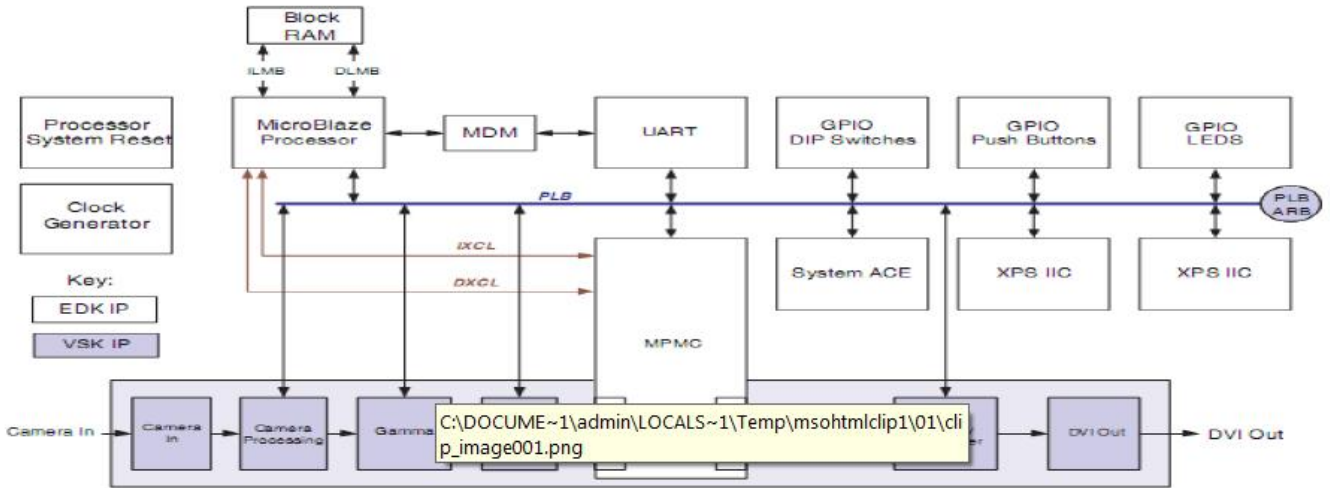 Block
RAM
ILMB
DLMB
Processor
System Reset
MicroBlaze
Processor
MDM
UART
GPIO
DIP Switches
GPIO
Push Buttons
GPIO
LEDS
PLB
PLB
ARB
Clock
Generator
IXCL
DXCL
System ACE
XPS IIC
XPS IIC
Key:
EDK IP
VSK IP
MPMC
Camera In
Camera
In
Camera
Processing
Gamma
C:\DOCUME~1\admin\LOCALS~1\Temp\msohtmlclip1\01\cli
p_image001.png
DVI Out
DVI Out